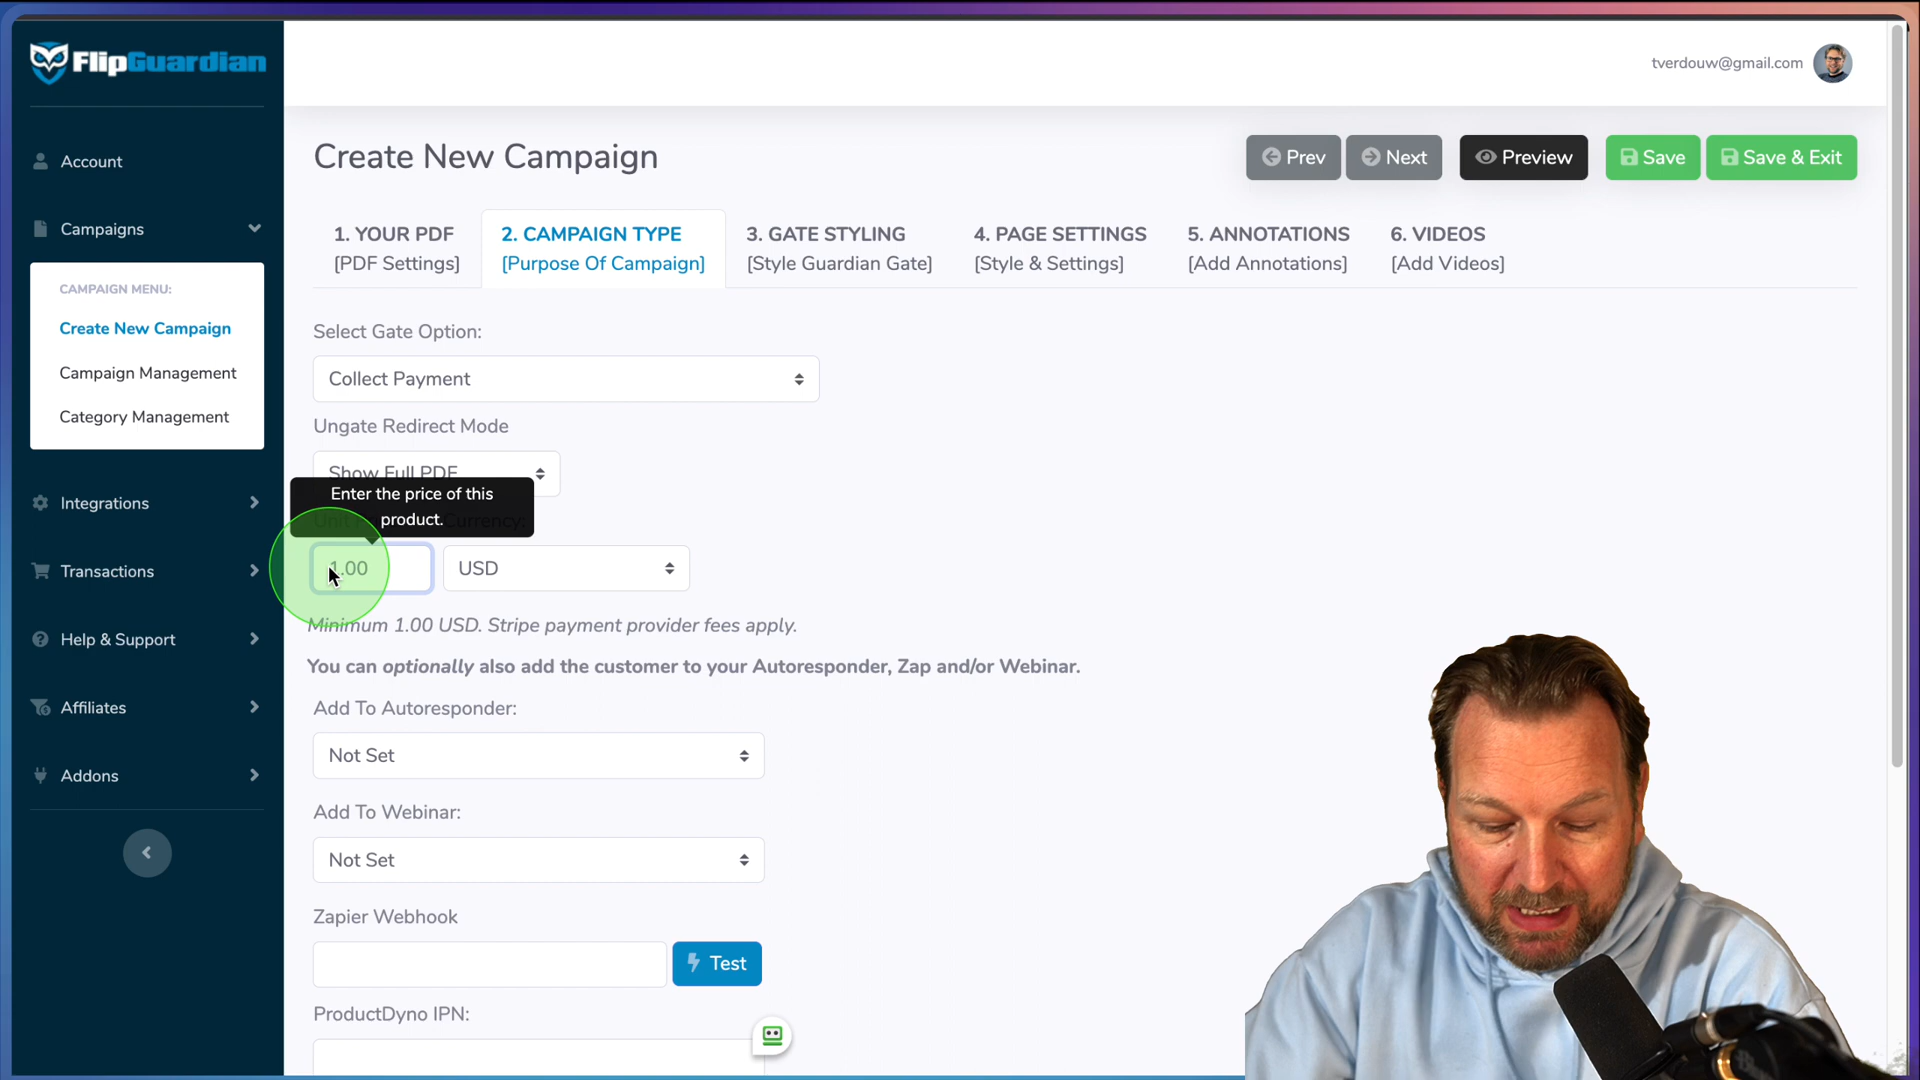 FlipGuardian
tverdouw@gmail.com
Account
Campaigns
CAMPAIGN MENU:
Create New Campaign
Campaign Management
Category Management
Integrations
Transactions
Help & Support
Affiliates
Addons
Create New Campaign
Prev
Next
Preview
Save
Save & Exit
1. YOUR PDF
[PDF Settings]
2. CAMPAIGN TYPE
[Purpose Of Campaign]
3. GATE STYLING
[Style Guardian Gate]
4. PAGE SETTINGS
[Style & Settings]
5. ANNOTATIONS
[Add Annotations]
6. VIDEOS
[Add Videos]
Select Gate Option:
Collect Payment
Ungate Redirect Mode
Show Full PDF
Enter the price of this
product.
Unit Currency:
1.00
USD
Minimum 1.00 USD. Stripe payment provider fees apply.
You can optionally also add the customer to your Autoresponder, Zap and/or Webinar.
Add To Autoresponder:
Not Set
Add To Webinar:
Not Set
Zapier Webhook
Test
ProductDyno IPN: